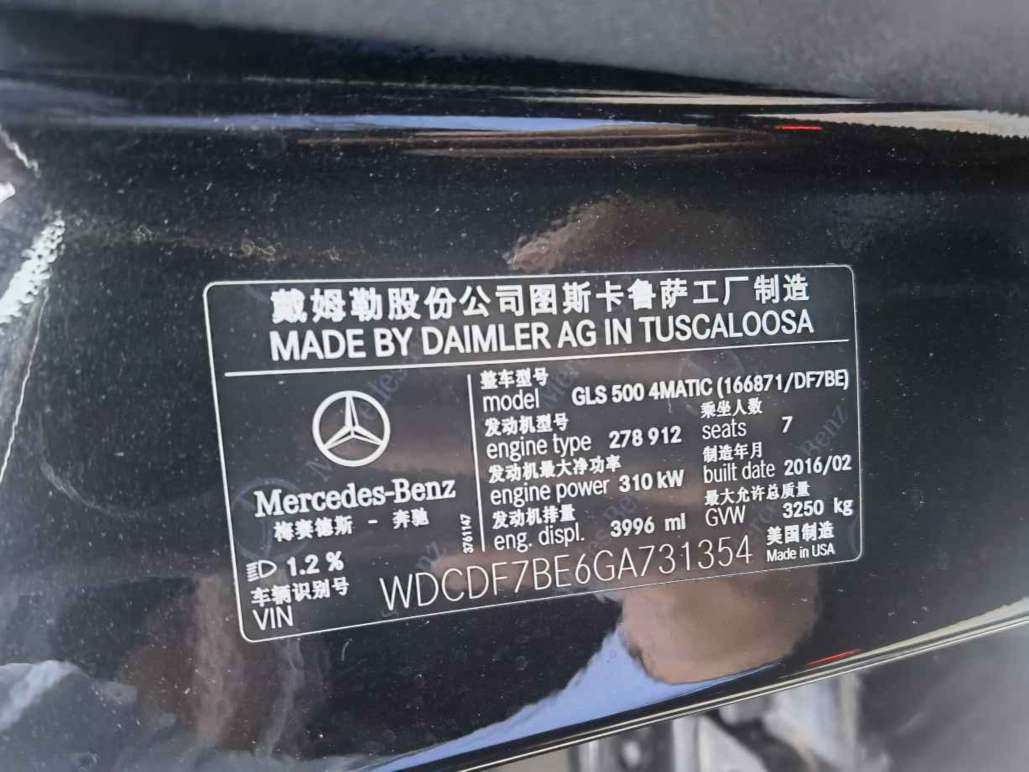 戴姆勒股份公司图斯卡鲁萨工厂制造
MADE BY DAIMLER AG IN TUSCALOOSA
整车型号
model GLS 500 4MATIC (166871/DF7BE)
发动机型号 乘坐人数
engine type 278 912 seats 7
发动机最大净功率 制造年月
engine power 310 kW built date 2016/02
发动机排量 最大允许总质量
eng. displ. 3996 ml GVW 3250 kg
Mercedes-Benz
梅赛德斯 - 奔驰
3761147
美国制造
Made in USA
1.2 %
车辆识别号
VIN WDCDF7BE6GA731354